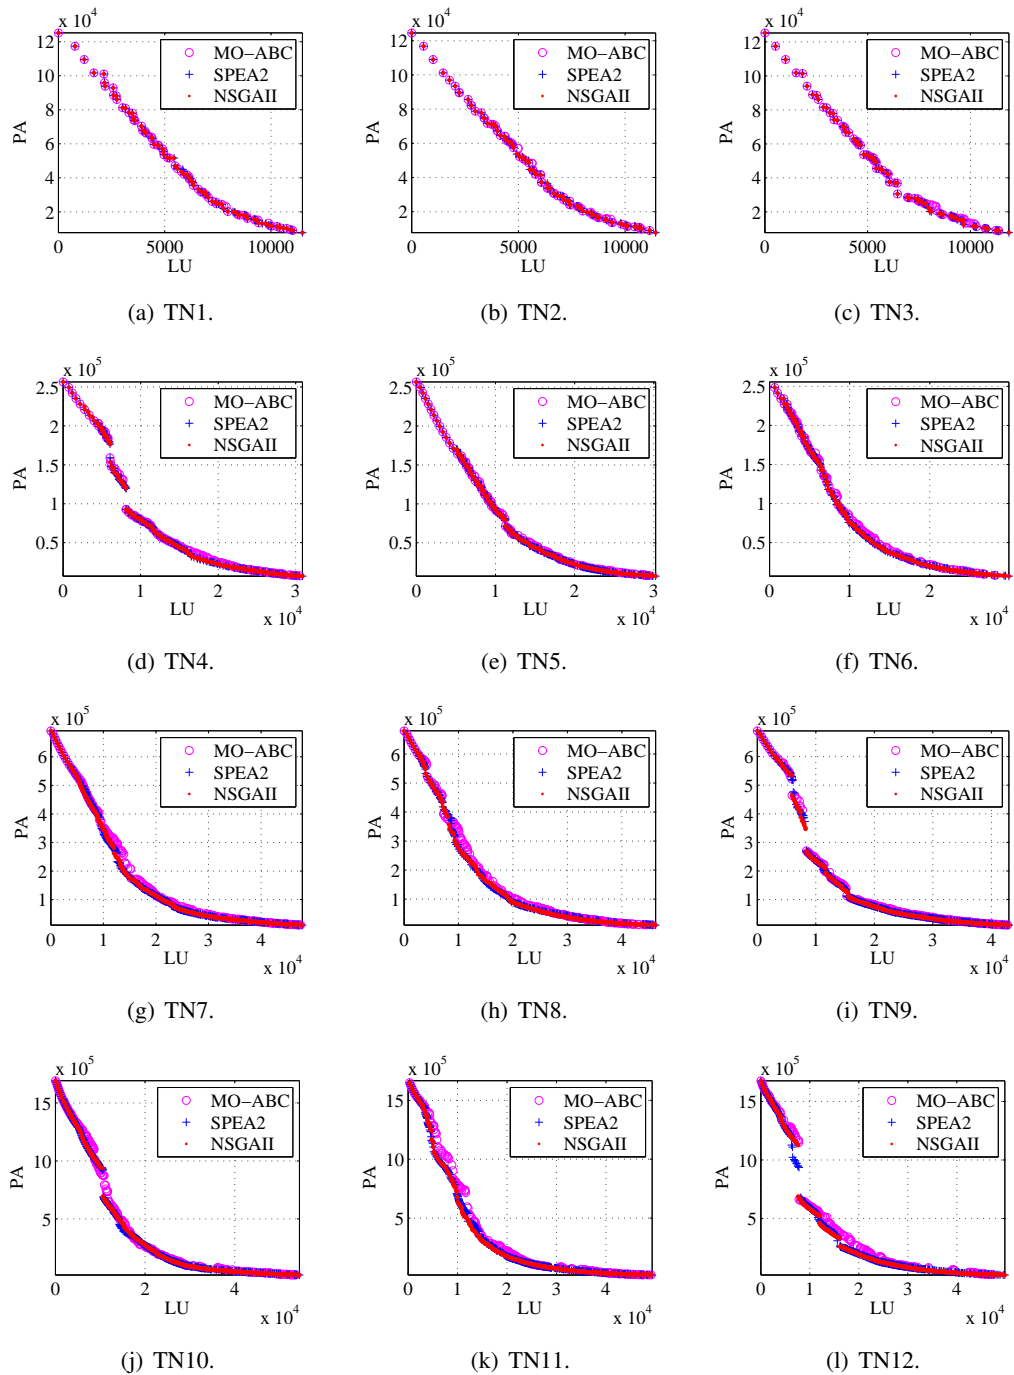 x 10^4
12
10
8
6
4
2
PA
MO-ABC
SPEA2
NSGAII
0
5000
10000
LU
(a) TN1.
x 10^4
12
10
8
6
4
2
PA
MO-ABC
SPEA2
NSGAII
0
5000
10000
LU
(b) TN2.
x 10^4
12
10
8
6
4
2
PA
MO-ABC
SPEA2
NSGAII
0
5000
10000
LU
(c) TN3.
x 10^5
2.5
2
1.5
1
0.5
PA
MO-ABC
SPEA2
NSGAII
0
1
2
3
LU
x 10^4
(d) TN4.
x 10^5
2.5
2
1.5
1
0.5
PA
MO-ABC
SPEA2
NSGAII
0
1
2
3
LU
x 10^4
(e) TN5.
x 10^5
2.5
2
1.5
1
0.5
PA
MO-ABC
SPEA2
NSGAII
0
1
2
LU
x 10^4
(f) TN6.
x 10^5
6
5
4
3
2
1
PA
MO-ABC
SPEA2
NSGAII
0
1
2
3
4
LU
x 10^4
(g) TN7.
x 10^5
6
5
4
3
2
1
PA
MO-ABC
SPEA2
NSGAII
0
1
2
3
4
LU
x 10^4
(h) TN8.
x 10^5
6
5
4
3
2
1
PA
MO-ABC
SPEA2
NSGAII
0
1
2
3
4
LU
x 10^4
(i) TN9.
x 10^5
15
10
5
PA
MO-ABC
SPEA2
NSGAII
0
2
4
LU
x 10^4
(j) TN10.
x 10^5
15
10
5
PA
MO-ABC
SPEA2
NSGAII
0
1
2
3
4
LU
x 10^4
(k) TN11.
x 10^5
15
10
5
PA
MO-ABC
SPEA2
NSGAII
0
1
2
3
4
LU
x 10^4
(l) TN12.